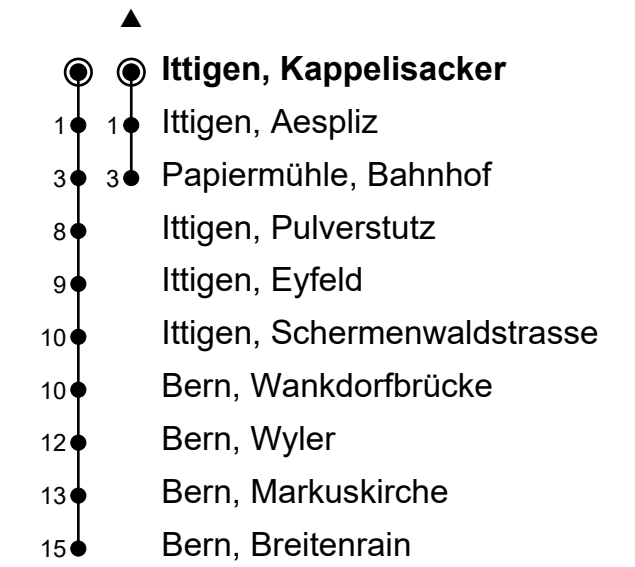 ▲
Ittigen, Kappelisacker
1 1 Ittigen, Aespliz
3 3 Papiermühle, Bahnhof
8 Ittigen, Pulverstutz
9 Ittigen, Eyfeld
10 Ittigen, Schermenwaldstrasse
10 Bern, Wankdorfbrücke
12 Bern, Wyler
13 Bern, Markuskirche
15 Bern, Breitenrain